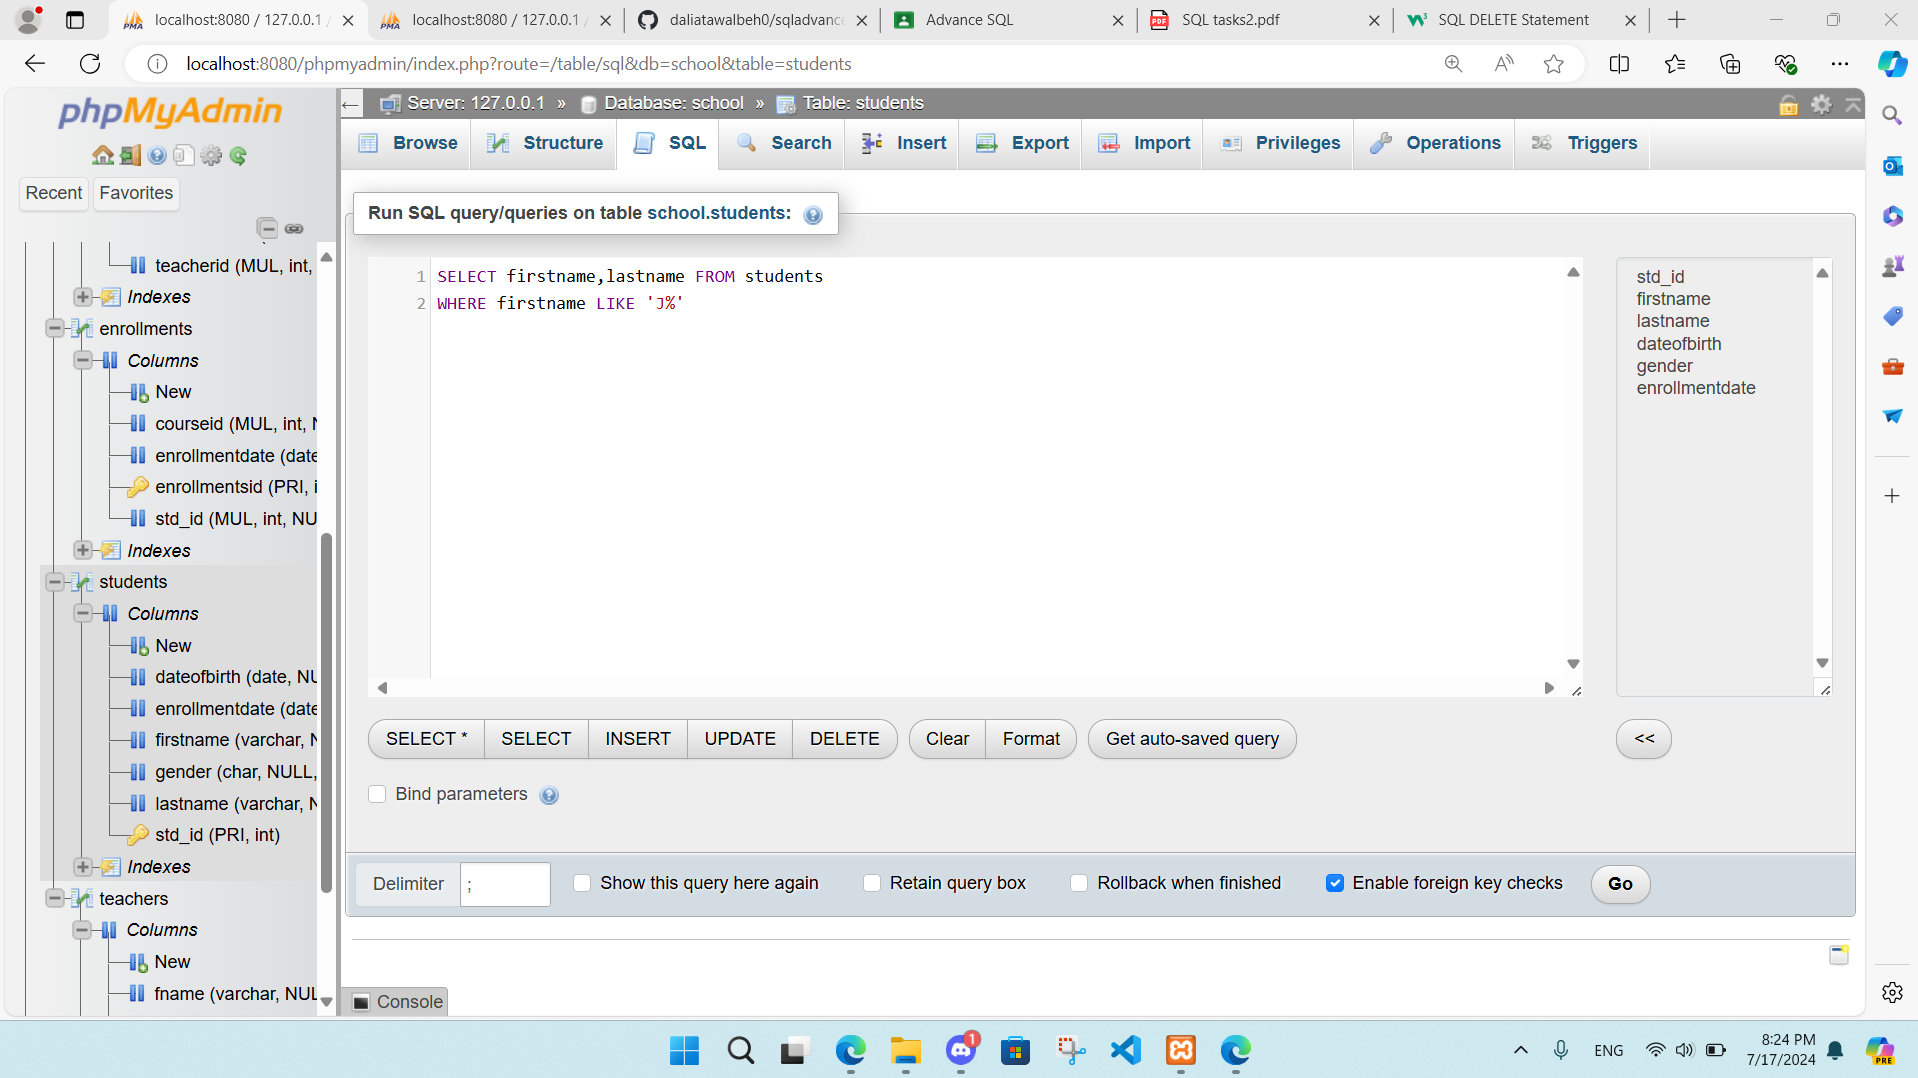 localhost:8080 / 127.0.0.1 /
localhost:8080 / 127.0.0.1 /
daliatawalbeh0/sqladvance
Advance SQL
SQL tasks2.pdf
SQL DELETE Statement
localhost:8080/phpmyadmin/index.php?route=/table/sql&db=school&table=students
phpMyAdmin
Recent
Favorites
teacherid (MUL, int,
Indexes
enrollments
Columns
New
courseid (MUL, int, N
enrollmentdate (date
enrollmentsid (PRI, i
std_id (MUL, int, NU
Indexes
students
Columns
New
dateofbirth (date, NU
enrollmentdate (date
firstname (varchar, N
gender (char, NULL,
lastname (varchar, N
std_id (PRI, int)
Indexes
teachers
Columns
New
fname (varchar, NUL
Server: 127.0.0.1 » Database: school » Table: students
Browse
Structure
SQL
Search
Insert
Export
Import
Privileges
Operations
Triggers
Run SQL query/queries on table school.students:
1 SELECT firstname,lastname FROM students
2 WHERE firstname LIKE 'J%'
std_id
firstname
lastname
dateofbirth
gender
enrollmentdate
SELECT *
SELECT
INSERT
UPDATE
DELETE
Clear
Format
Get auto-saved query
<<
Bind parameters
Delimiter
;
Show this query here again
Retain query box
Rollback when finished
Enable foreign key checks
Go
Console
1
ENG
8:24 PM
7/17/2024
PRE